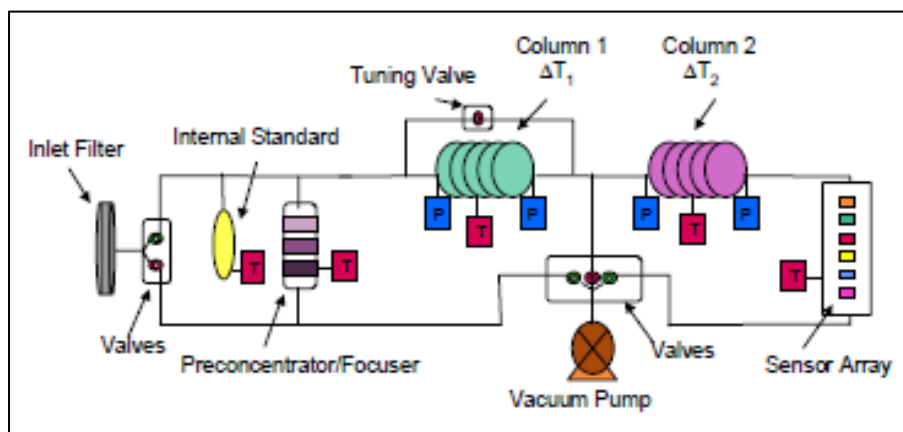 Column 1
ΔT₁
Column 2
ΔT₂
Tuning Valve
Internal Standard
Inlet Filter
P
T
P
P
T
P
T
T
T
Valves
Preconcentrator/Focuser
Valves
Sensor Array
Vacuum Pump